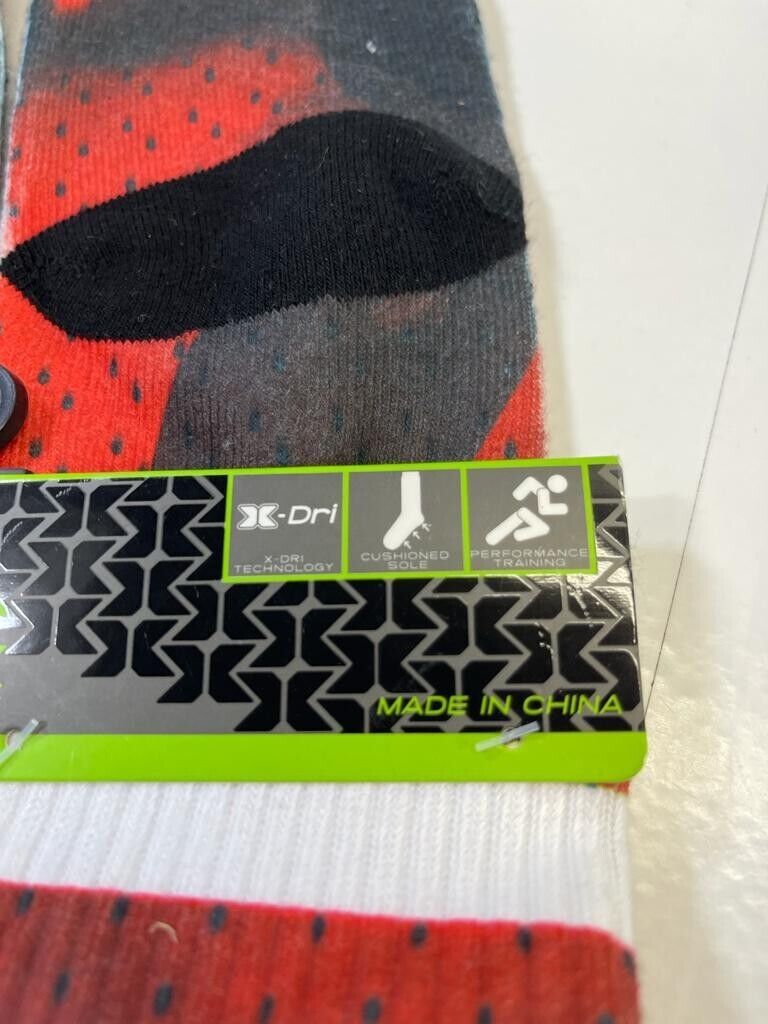 X-Dri
X-DRI
TECHNOLOGY
CUSHIONED
SOLE
PERFORMANCE
TRAINING
MADE IN CHINA